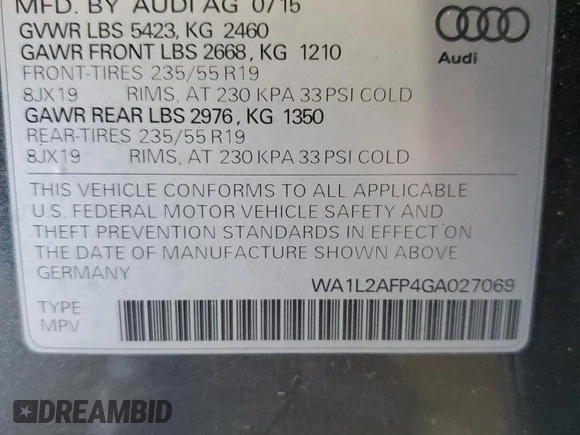 MFD. BY AUDI AG 07/15
GVWR LBS 5423, KG 2460
GAWR FRONT LBS 2668, KG 1210
FRONT-TIRES 235/55 R19
8JX19 RIMS, AT 230 KPA 33 PSI COLD
GAWR REAR LBS 2976, KG 1350
REAR-TIRES 235/55 R19
8JX19 RIMS, AT 230 KPA 33 PSI COLD
Audi
THIS VEHICLE CONFORMS TO ALL APPLICABLE
U.S. FEDERAL MOTOR VEHICLE SAFETY AND
THEFT PREVENTION STANDARDS IN EFFECT ON
THE DATE OF MANUFACTURE SHOWN ABOVE
GERMANY
WA1L2AFP4GA027069
TYPE
MPV
DREAMBID